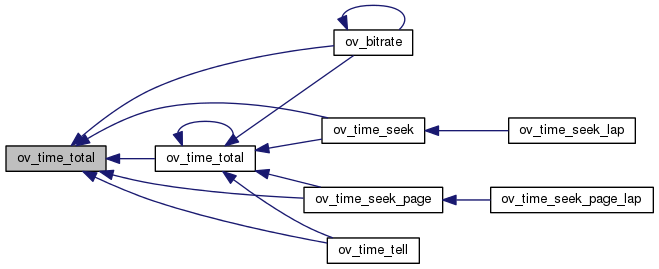 ov_bitrate
ov_time_seek
ov_time_seek_lap
ov_time_total
ov_time_total
ov_time_seek_page
ov_time_seek_page_lap
ov_time_tell